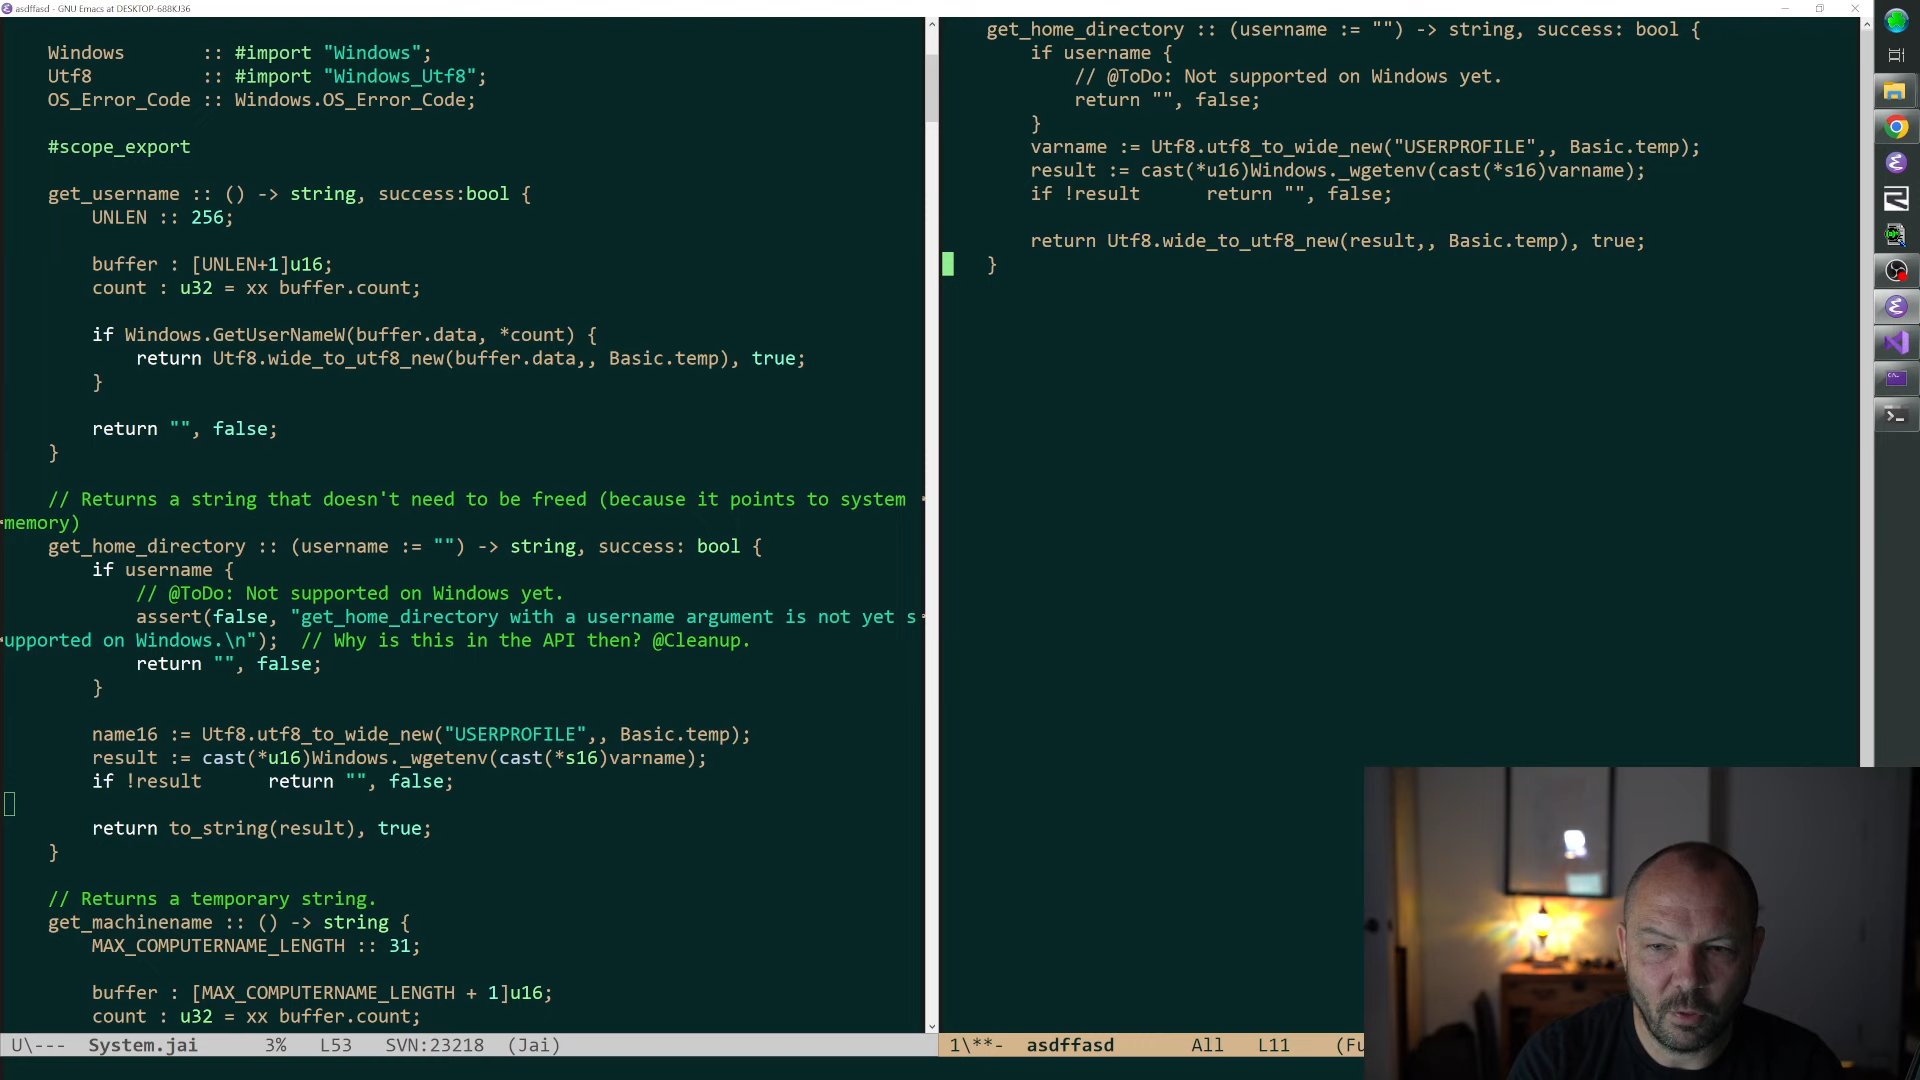 asdffasd - GNU Emacs at DESKTOP-688KJ36
Windows :: #import "Windows";
Utf8 :: #import "Windows_Utf8";
OS_Error_Code :: Windows.OS_Error_Code;
#scope_export
get_username :: () -> string, success:bool {
UNLEN :: 256;
buffer : [UNLEN+1]u16;
count : u32 = xx buffer.count;
if Windows.GetUserNameW(buffer.data, *count) {
return Utf8.wide_to_utf8_new(buffer.data,, Basic.temp), true;
}
return "", false;
}
// Returns a string that doesn't need to be freed (because it points to system
memory)
get_home_directory :: (username := "") -> string, success: bool {
if username {
// @ToDo: Not supported on Windows yet.
assert(false, "get_home_directory with a username argument is not yet s
upported on Windows.\n");  // Why is this in the API then? @Cleanup.
return "", false;
}
name16 := Utf8.utf8_to_wide_new("USERPROFILE",, Basic.temp);
result := cast(*u16)Windows._wgetenv(cast(*s16)varname);
if !result      return "", false;
return to_string(result), true;
}
// Returns a temporary string.
get_machinename :: () -> string {
MAX_COMPUTERNAME_LENGTH :: 31;
buffer : [MAX_COMPUTERNAME_LENGTH + 1]u16;
count : u32 = xx buffer.count;
U\---  System.jai  3%  L53  SVN:23218  (Jai)
get_home_directory :: (username := "") -> string, success: bool {
if username {
// @ToDo: Not supported on Windows yet.
return "", false;
}
varname := Utf8.utf8_to_wide_new("USERPROFILE",, Basic.temp);
result := cast(*u16)Windows._wgetenv(cast(*s16)varname);
if !result      return "", false;
return Utf8.wide_to_utf8_new(result,, Basic.temp), true;
}
1\**-  asdffasd  All  L11  (Fu